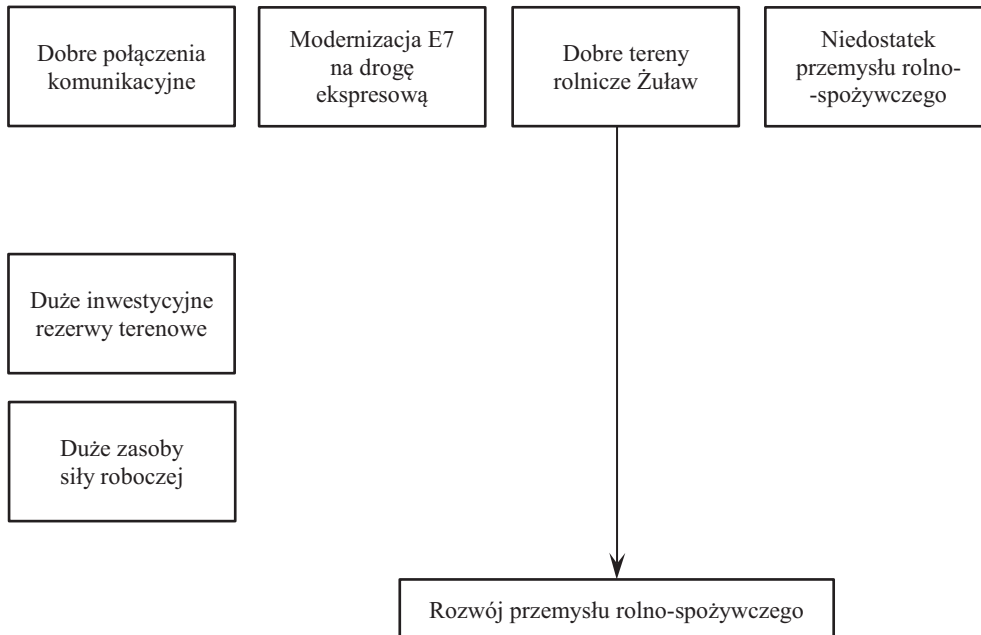 Dobre połączenia
komunikacyjne
Modernizacja E7
na drogę
ekspresową
Dobre tereny
rolnicze Żuław
Niedostatek
przemysłu rolno-
-spożywczego
Duże inwestycyjne
rezerwy terenowe
Duże zasoby
siły roboczej
Rozwój przemysłu rolno-spożywczego